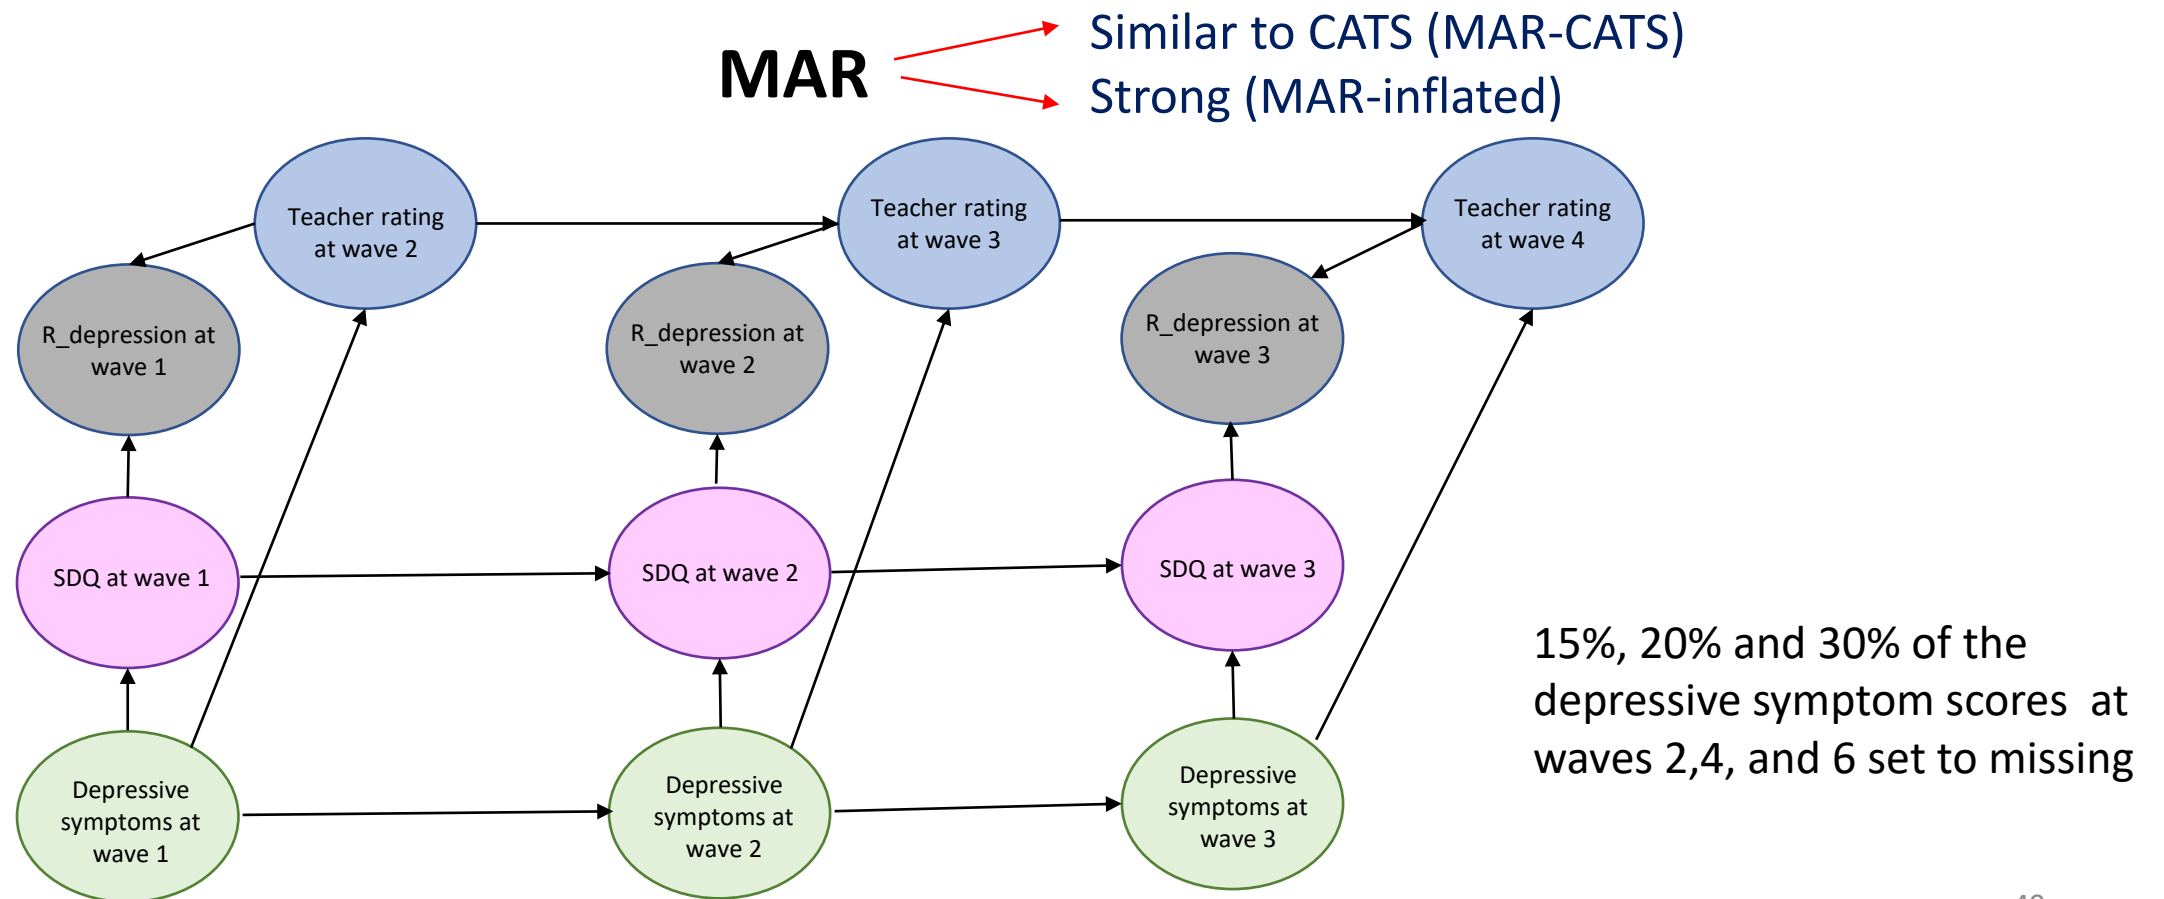 MAR
Similar to CATS (MAR-CATS)
Strong (MAR-inflated)
Teacher rating
at wave 2
Teacher rating
at wave 3
Teacher rating
at wave 4
R_depression at
wave 1
R_depression at
wave 2
R_depression at
wave 3
SDQ at wave 1
SDQ at wave 2
SDQ at wave 3
Depressive
symptoms at
wave 1
Depressive
symptoms at
wave 2
Depressive
symptoms at
wave 3
15%, 20% and 30% of the
depressive symptom scores at
waves 2,4, and 6 set to missing